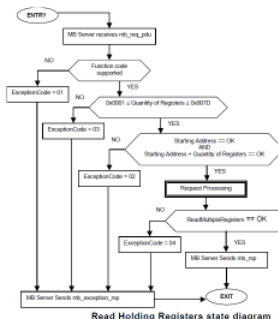 ENTRY
MB Server receives mb_req_pdu
NO
Function code
supported
YES
ExceptionCode = 01
NO
0x0001 ≤ Quantity of Registers ≤ 0x007D
YES
ExceptionCode = 03
NO
Starting Address == OK
AND
Starting Address + Quantity of Registers == OK
ExceptionCode = 02
YES
Request Processing
NO
ReadMultipleRegisters == OK
ExceptionCode = 04
YES
MB Server Sends mb_rsp
MB Server Sends mb_exception_rsp
EXIT
Read Holding Registers state diagram